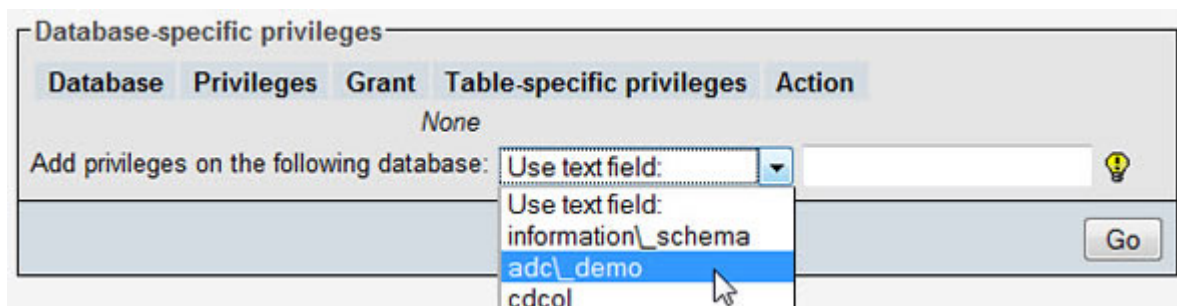 Database-specific privileges
Database Privileges Grant Table-specific privileges Action
None
Add privileges on the following database: Use text field:
Use text field:
information\_schema
adc\_demo
Go
cdcol